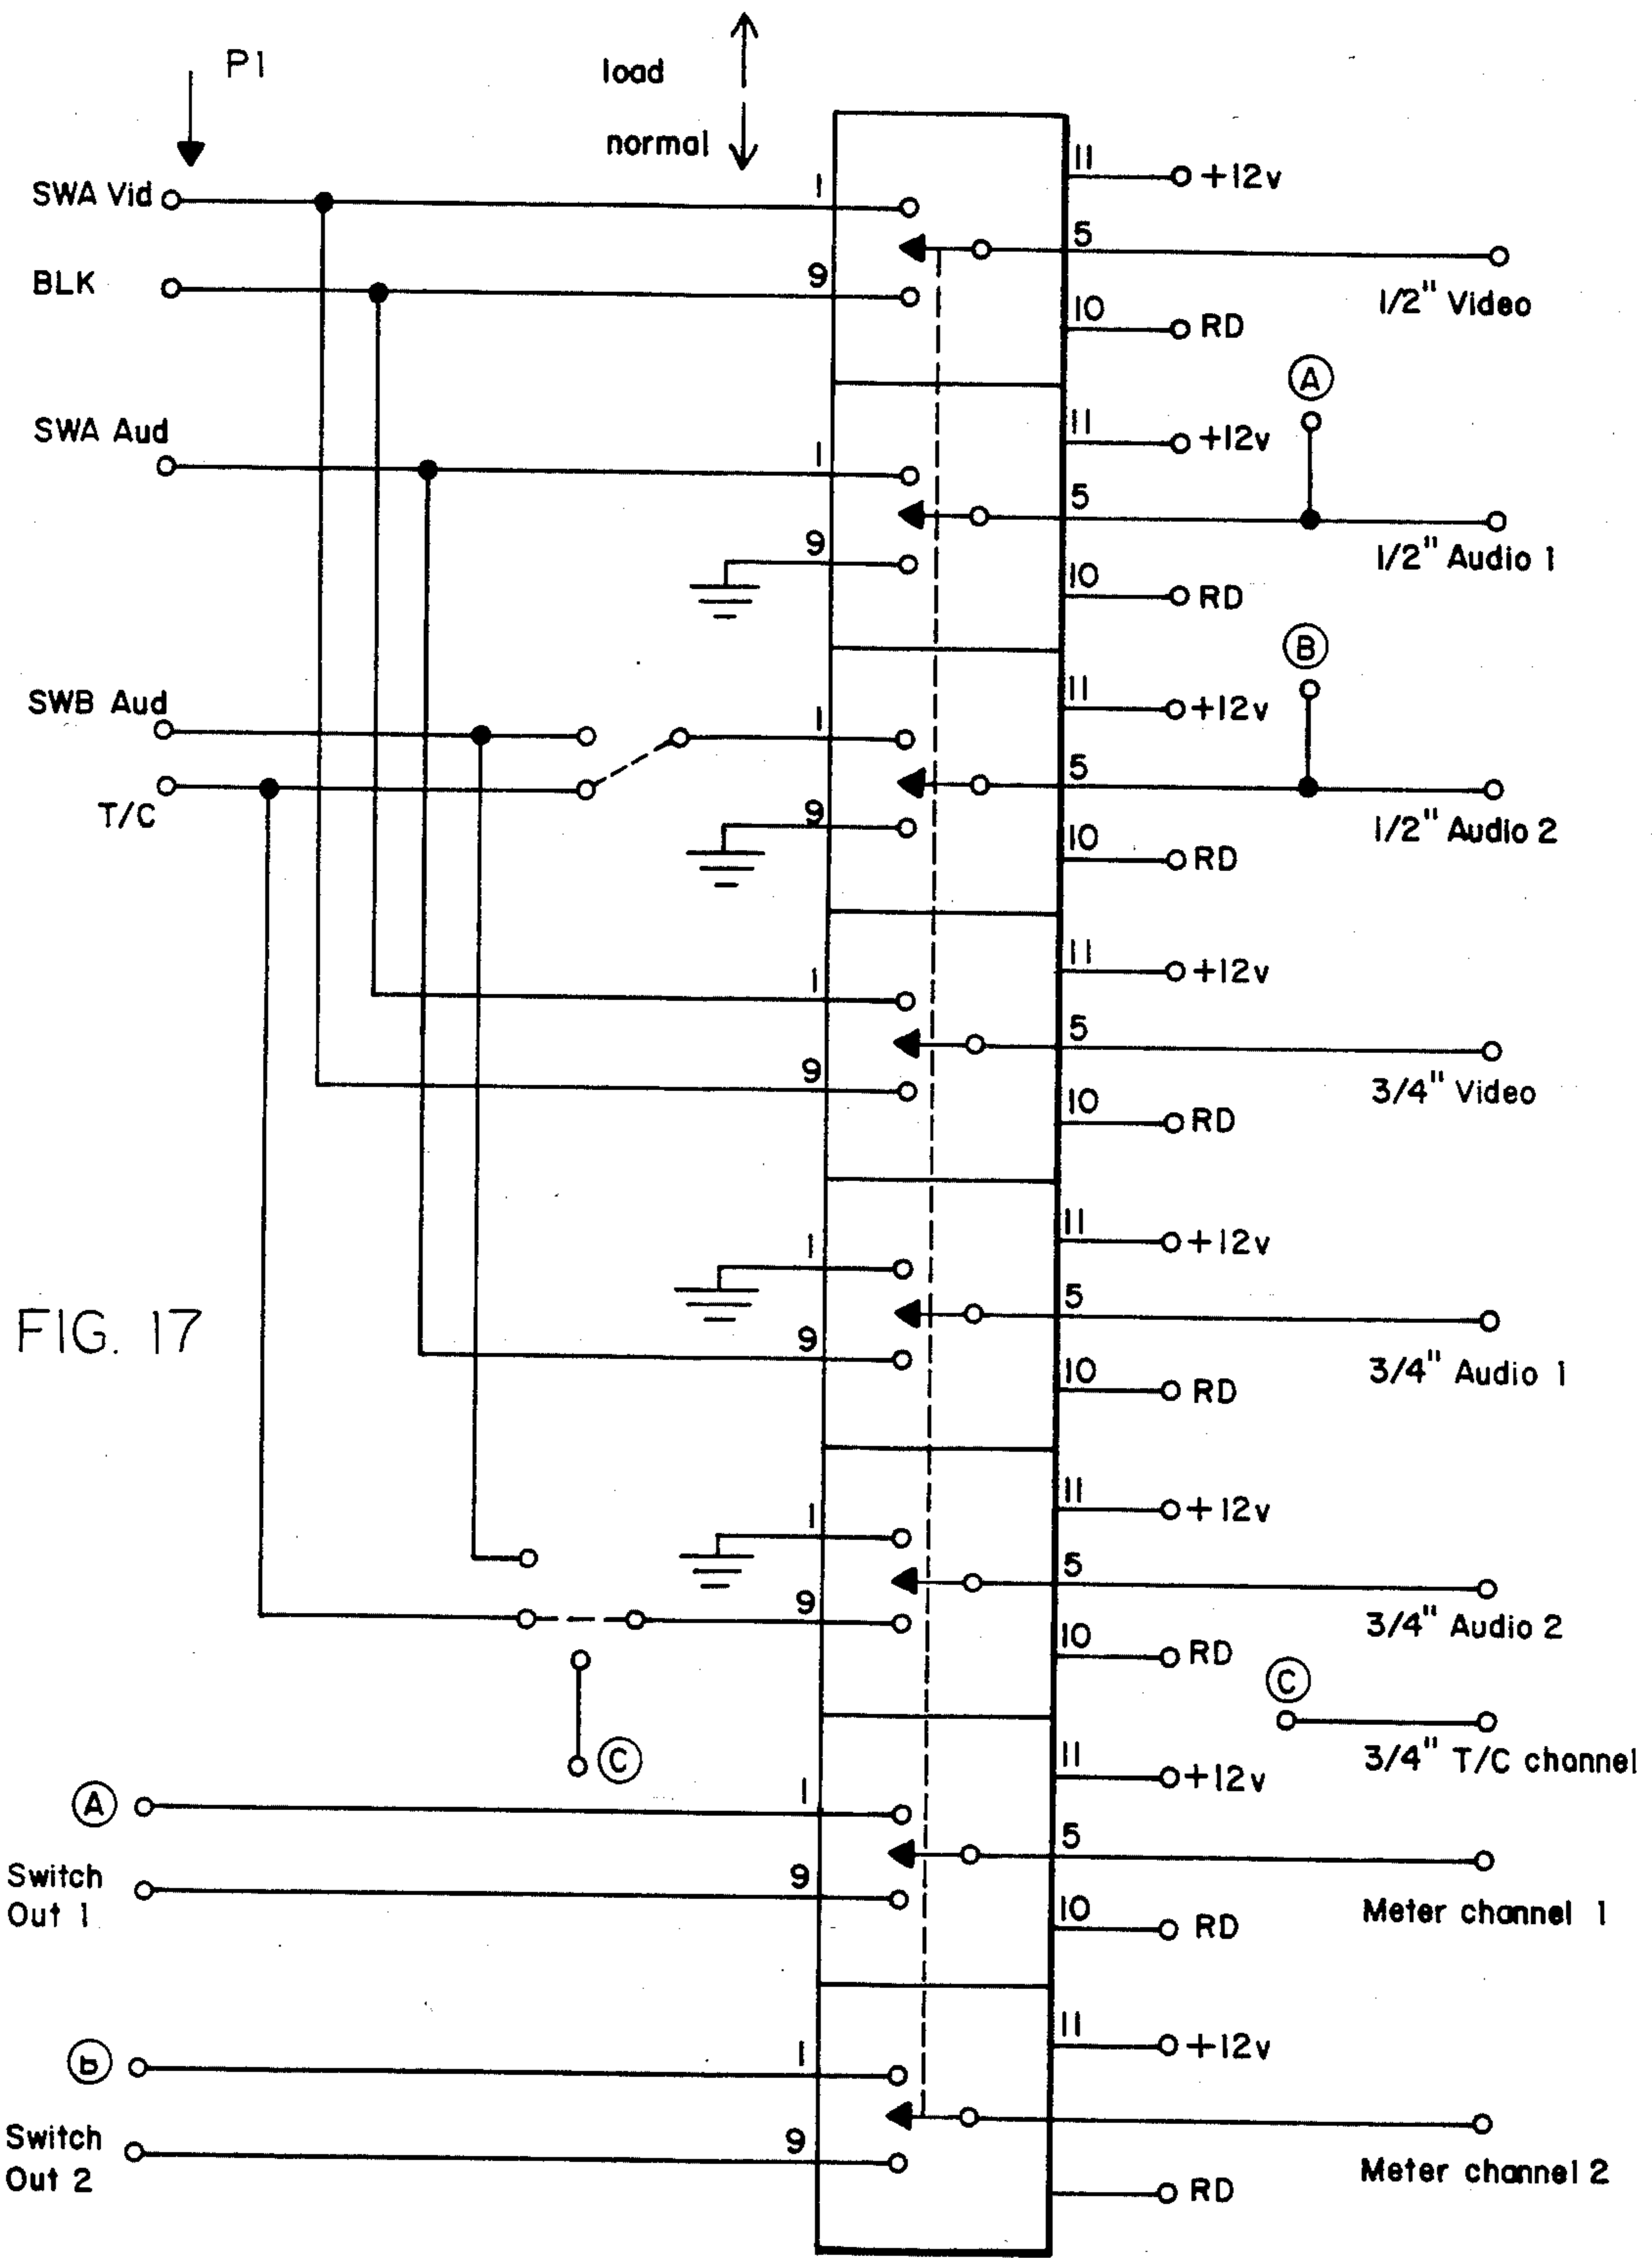 P1
load
normal
SWA Vid
1
11
+12v
5
1/2" Video
BLK
9
10
RD
A
SWA Aud
1
11
+12v
5
1/2" Audio 1
9
10
RD
B
SWB Aud
1
11
+12v
5
1/2" Audio 2
T/C
9
10
RD
1
11
+12v
5
3/4" Video
9
10
RD
1
11
+12v
5
3/4" Audio 1
FIG. 17
9
10
RD
1
11
+12v
5
3/4" Audio 2
9
10
RD
C
3/4" T/C channel
C
A
1
11
+12v
5
Meter channel 1
Switch
Out 1
9
10
RD
b
1
11
+12v
Meter channel 2
Switch
Out 2
9
RD